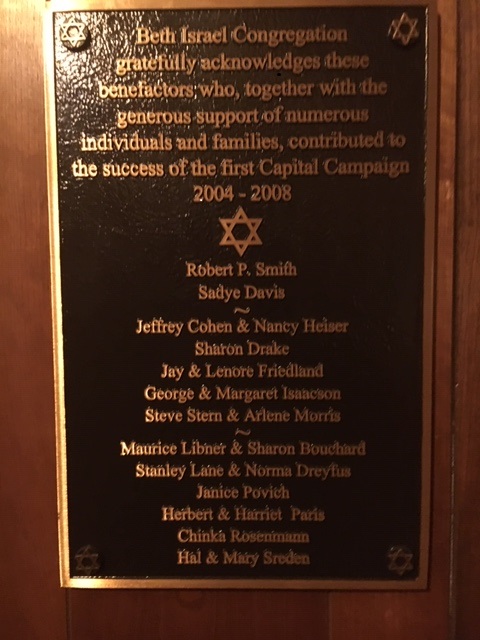 Beth Israel Congregation
gratefully acknowledges these
benefactors who, together with the
generous support of numerous
individuals and families, contributed to
the success of the first Capital Campaign
2004 - 2008
Robert P. Smith
Sadye Davis
~
Jeffrey Cohen & Nancy Heiser
Sharon Drake
Jay & Lenore Friedland
George & Margaret Isaacson
Steve Stern & Arlene Morris
~
Maurice Libner & Sharon Bouchard
Stanley Lane & Norma Dreyfus
Janice Povich
Herbert & Harriet Paris
Chinka Rosenmann
Hal & Mary Sreden